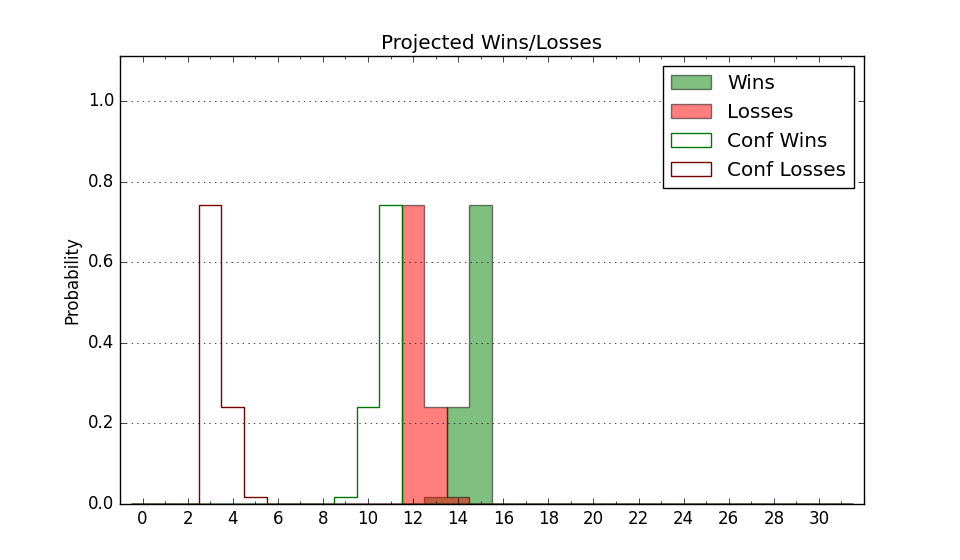 Projected Wins/Losses
Wins
Losses
Conf Wins
Conf Losses
Probability
1.0
0.8
0.6
0.4
0.2
0.0
0 2 4 6 8 10 12 14 16 18 20 22 24 26 28 30